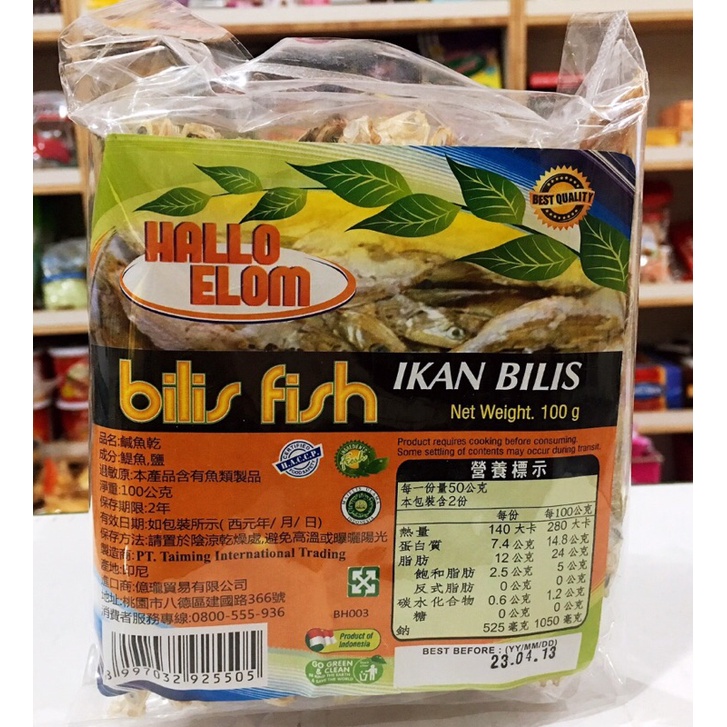 BEST QUALITY
HALLO
ELOM
bilis fish
IKAN BILIS
Net Weight. 100 g
Product requires cooking before consuming.
Some settling of contents may occur during transit.
品名:鹹魚乾
成分:鯷魚,鹽
過敏原:本產品含有魚類製品
淨重:100公克
保存期限:2年
有效日期:如包裝所示(西元年/月/日)
保存方法:請置於陰涼乾燥處,避免高溫或曝曬陽光
製造商: PT. Taiming International Trading
產地:印尼
進口商:億瓏貿易有限公司
地址:桃園市八德區建國路366號
消費者服務專線:0800-555-936
CERTIFIED
H.A.C.C.P.
BH003
Product of
Indonesia
GO GREEN
& CLEAN
SAVE THE EARTH
SAVE THE WORLD
8 997032 925505
營養標示
每一份量50公克
本包裝含2份
每份 每100公克
熱量 140 大卡 280 大卡
蛋白質 7.4 公克 14.8 公克
脂肪 12 公克 24 公克
飽和脂肪 2.5 公克 5 公克
反式脂肪 0 公克 0 公克
碳水化合物 0.6 公克 1.2 公克
糖 0 公克 0 公克
鈉 525 毫克 1050 毫克
BEST BEFORE : (YY/MM/DD)
23.04.13